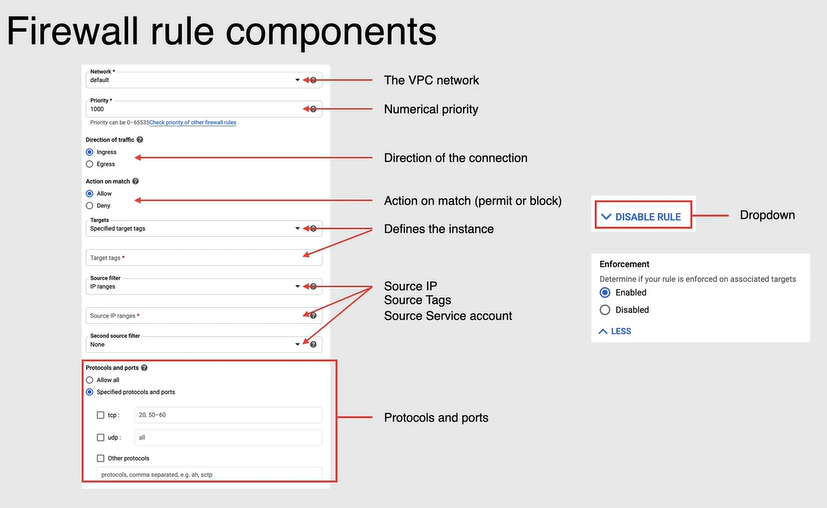 Firewall rule components
Network *
default
The VPC network
Priority *
1000
Numerical priority
Priority can be 0–65535 Check priority of other firewall rules
Direction of traffic
Ingress
Egress
Direction of the connection
Action on match
Allow
Deny
Action on match (permit or block)
Targets
Specified target tags
Defines the instance
Target tags *
Source filter
IP ranges
Source IP
Source Tags
Source Service account
Source IP ranges *
Second source filter
None
Protocols and ports
Allow all
Specified protocols and ports
tcp : 20, 50–60
udp : all
Other protocols
protocols, comma separated, e.g. ah, sctp
Protocols and ports
DISABLE RULE
Dropdown
Enforcement
Determine if your rule is enforced on associated targets
Enabled
Disabled
LESS